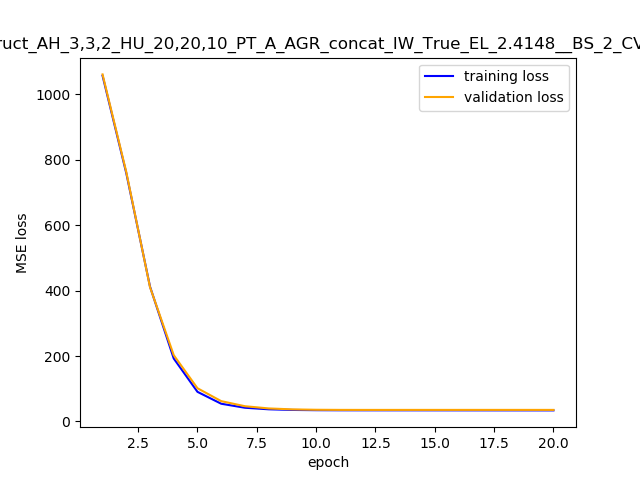 ruct_AH_3,3,2_HU_20,20,10_PT_A_AGR_concat_IW_True_EL_2.4148__BS_2_CV
training loss
validation loss
1000
800
600
400
200
0
MSE loss
2.5
5.0
7.5
10.0
12.5
15.0
17.5
20.0
epoch